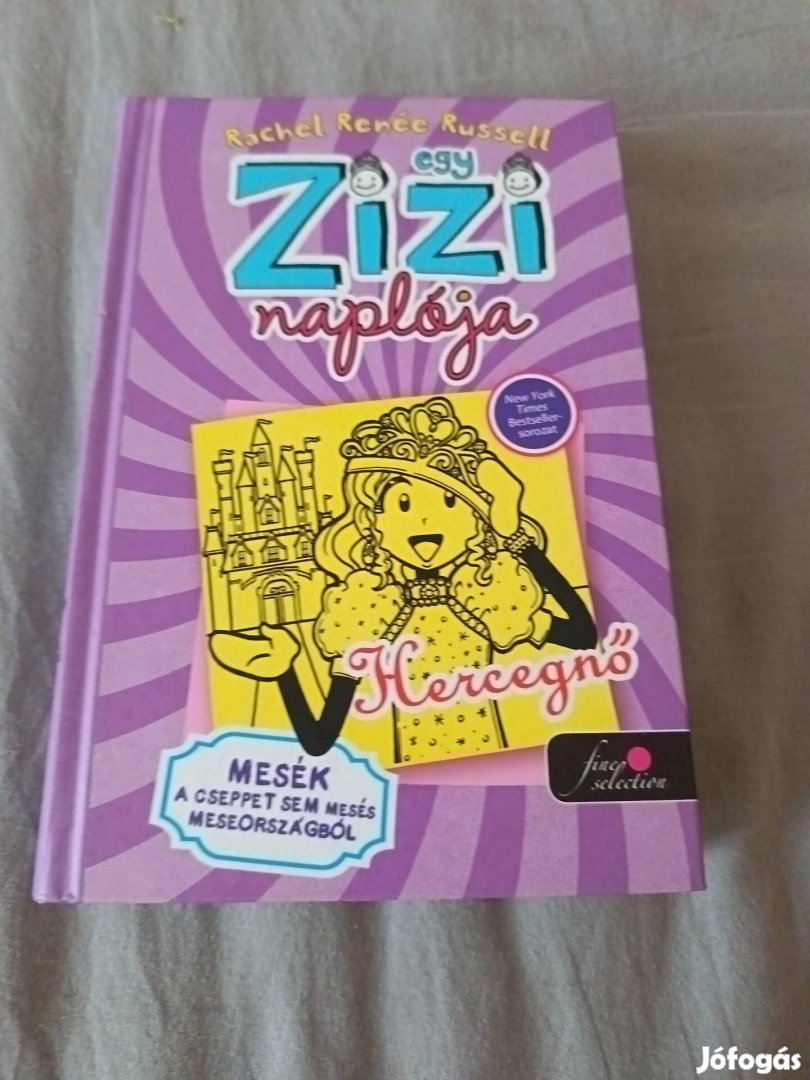 Rachel Renée Russell
egy
Zizi
naplója
New York
Times
Bestseller-
sorozat
Hercegnő
MESÉK
A CSEPPET SEM MESÉS
MESEORSZÁGBÓL
fine
selection
Jófogás